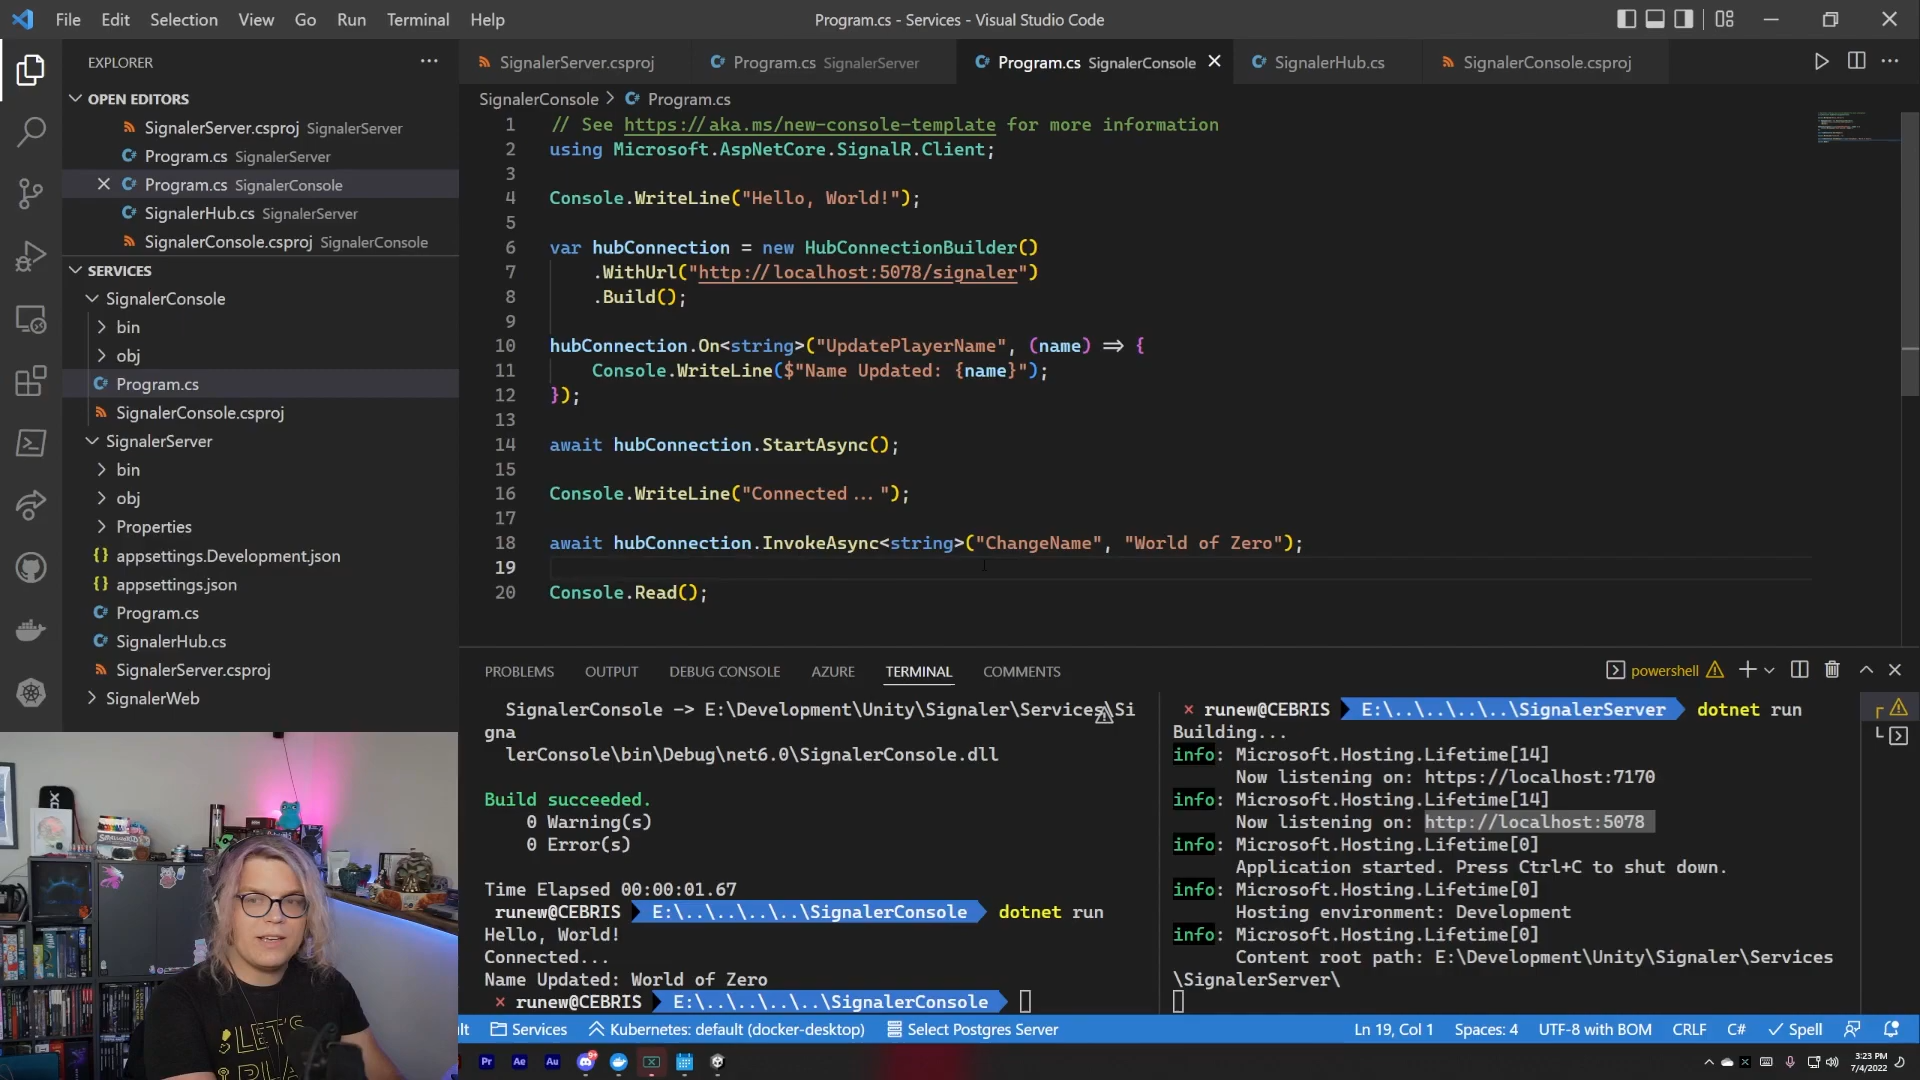 File Edit Selection View Go Run Terminal Help
Program.cs - Services - Visual Studio Code
EXPLORER
SignalerServer.csproj
Program.cs SignalerServer
Program.cs SignalerConsole
SignalerHub.cs
SignalerConsole.csproj
OPEN EDITORS
SignalerServer.csproj SignalerServer
Program.cs SignalerServer
Program.cs SignalerConsole
SignalerHub.cs SignalerServer
SignalerConsole.csproj SignalerConsole
SERVICES
SignalerConsole
bin
obj
Program.cs
SignalerConsole.csproj
SignalerServer
bin
obj
Properties
appsettings.Development.json
appsettings.json
Program.cs
SignalerHub.cs
SignalerServer.csproj
SignalerWeb
SignalerConsole > Program.cs
1 // See https://aka.ms/new-console-template for more information
2 using Microsoft.AspNetCore.SignalR.Client;
3
4 Console.WriteLine("Hello, World!");
5
6 var hubConnection = new HubConnectionBuilder()
7 .WithUrl("http://localhost:5078/signaler")
8 .Build();
9
10 hubConnection.On<string>("UpdatePlayerName", (name) => {
11 Console.WriteLine($"Name Updated: {name}");
12 });
13
14 await hubConnection.StartAsync();
15
16 Console.WriteLine("Connected...");
17
18 await hubConnection.InvokeAsync<string>("ChangeName", "World of Zero");
19
20 Console.Read();
PROBLEMS OUTPUT DEBUG CONSOLE AZURE TERMINAL COMMENTS
powershell
SignalerConsole -> E:\Development\Unity\Signaler\Services\Si
gna
lerConsole\bin\Debug\net6.0\SignalerConsole.dll
Build succeeded.
0 Warning(s)
0 Error(s)
Time Elapsed 00:00:01.67
runew@CEBRIS E:\..\..\..\..\SignalerConsole dotnet run
Hello, World!
Connected...
Name Updated: World of Zero
× runew@CEBRIS E:\..\..\..\..\SignalerConsole
× runew@CEBRIS E:\..\..\..\..\SignalerServer dotnet run
Building...
info: Microsoft.Hosting.Lifetime[14]
Now listening on: https://localhost:7170
info: Microsoft.Hosting.Lifetime[14]
Now listening on: http://localhost:5078
info: Microsoft.Hosting.Lifetime[0]
Application started. Press Ctrl+C to shut down.
info: Microsoft.Hosting.Lifetime[0]
Hosting environment: Development
info: Microsoft.Hosting.Lifetime[0]
Content root path: E:\Development\Unity\Signaler\Services
\SignalerServer\
LET'S
PLA
lt Services Kubernetes: default (docker-desktop) Select Postgres Server
Ln 19, Col 1 Spaces: 4 UTF-8 with BOM CRLF C# Spell
Pr Ae Au
3:23 PM
7/4/2022